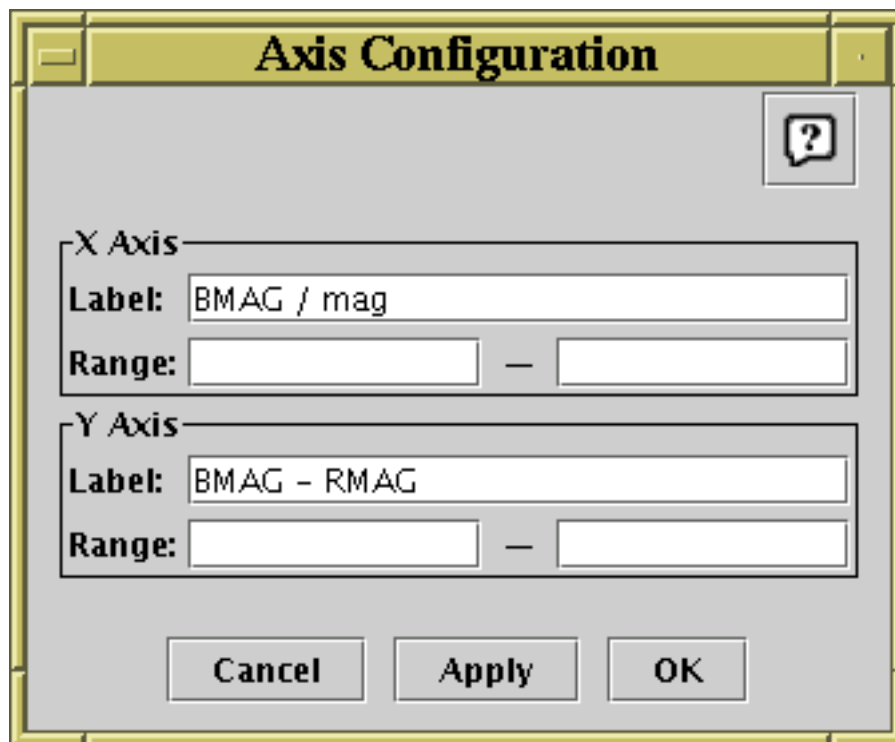 Axis Configuration
?
X Axis
Label: BMAG / mag
Range: —
Y Axis
Label: BMAG - RMAG
Range: —
Cancel Apply OK